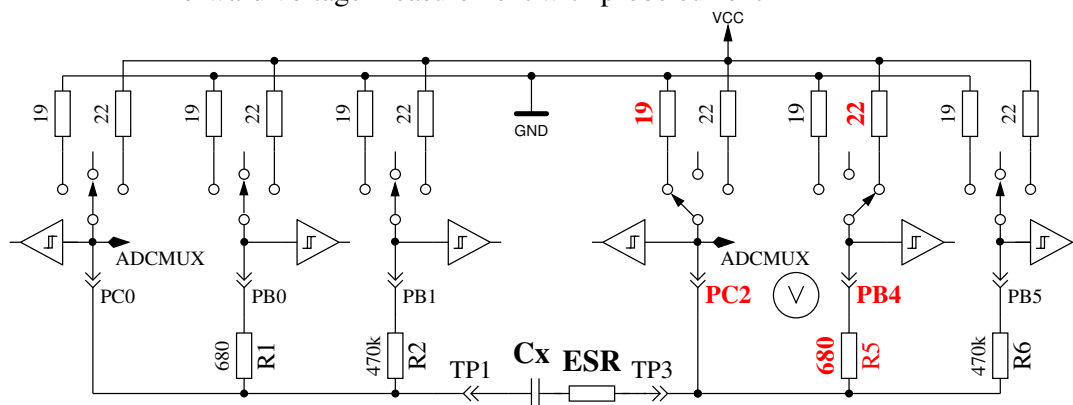 VCC
19
22
19
22
19
22
GND
19
22
19
22
19
22
ADCMUX
ADCMUX
PC0
PB0
PB1
PC2
V
PB4
PB5
680
R1
470k
R2
680
R5
470k
R6
TP1
Cx
ESR
TP3